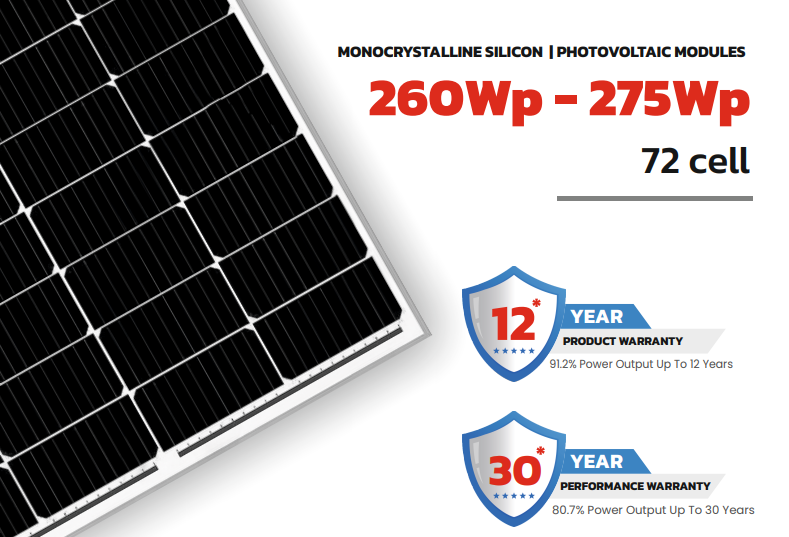 MONOCRYSTALLINE SILICON | PHOTOVOLTAIC MODULES
260Wp – 275Wp
72 cell
12*
YEAR
PRODUCT WARRANTY
91.2% Power Output Up To 12 Years
30*
YEAR
PERFORMANCE WARRANTY
80.7% Power Output Up To 30 Years